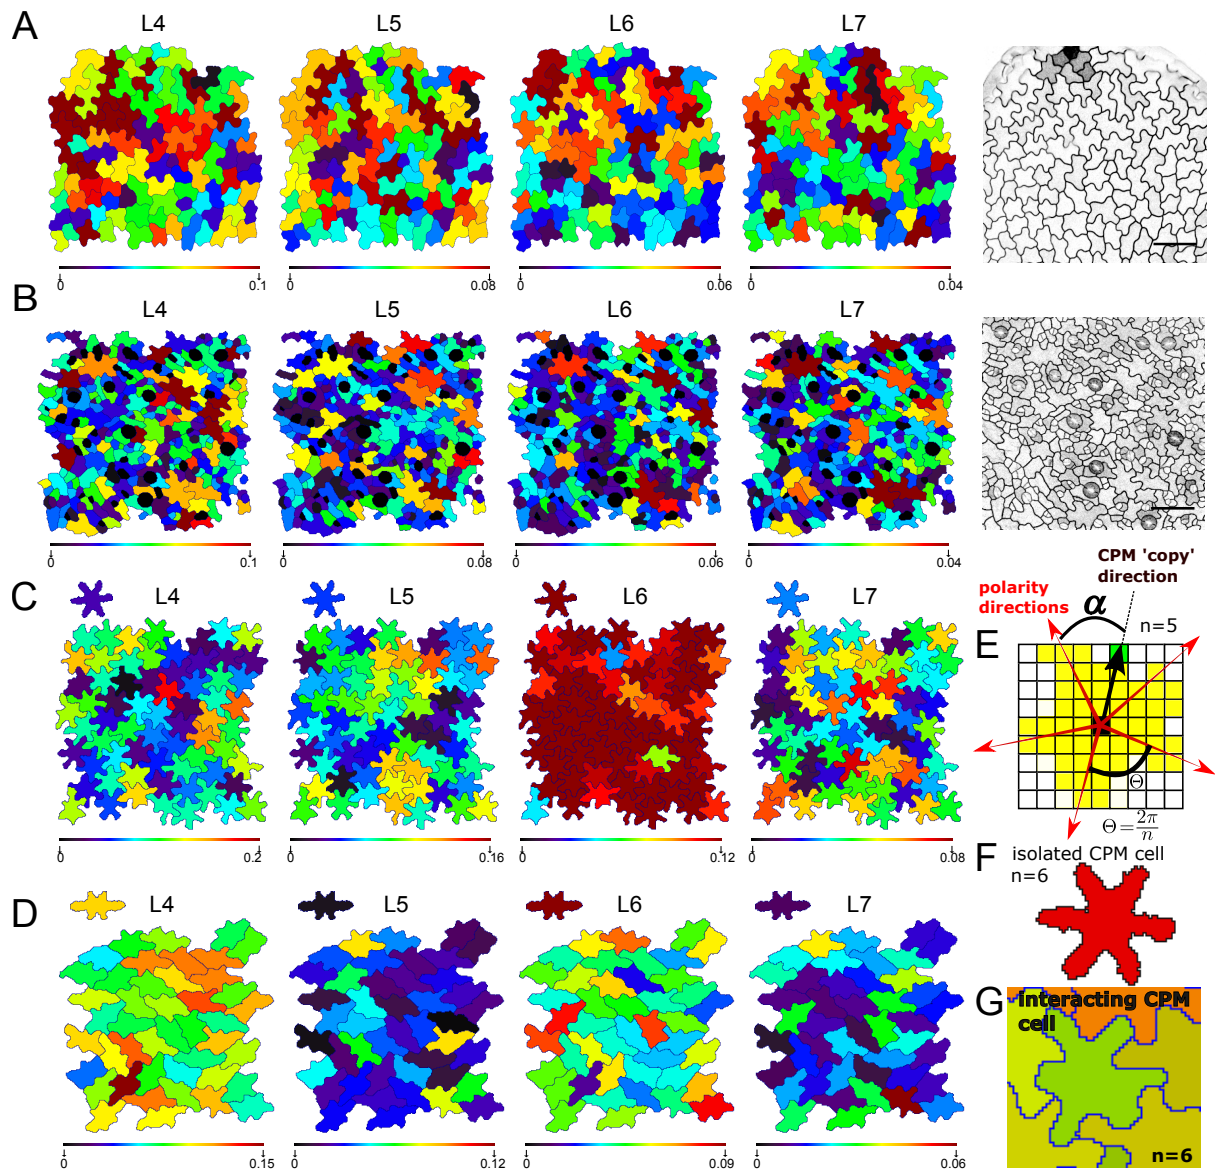 A
L4
L5
L6
L7
0
0.1
0
0.08
0
0.06
0
0.04
B
L4
L5
L6
L7
0
0.1
0
0.08
0
0.06
0
0.04
C
L4
L5
L6
L7
0
0.2
0
0.16
0
0.12
0
0.08
D
L4
L5
L6
L7
0
0.15
0
0.12
0
0.09
0
0.06
E
CPM 'copy'
direction
polarity
directions
α
n=5
Θ
Θ = 2π/n
F
isolated CPM cell
n=6
G
interacting CPM
cell
n=6